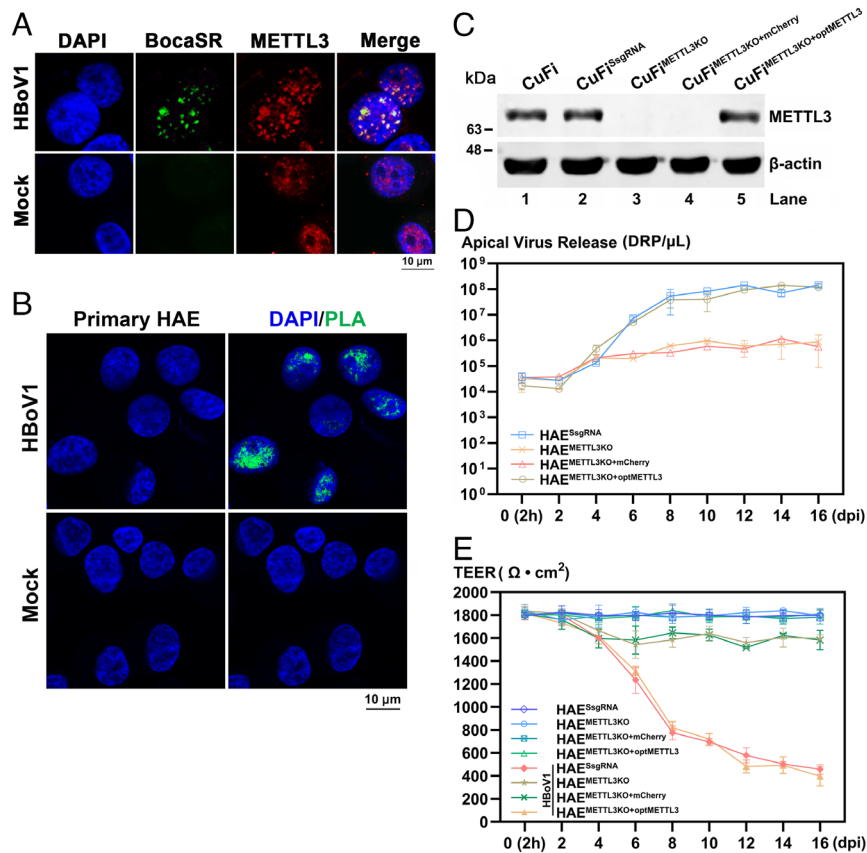 A
DAPI BocaSR METTL3 Merge
HBoV1
Mock
10 µm
B
Primary HAE DAPI/PLA
HBoV1
Mock
10 µm
C
kDa CuFi CuFi^SsgRNA CuFi^METTL3KO CuFi^METTL3KO+mCherry CuFi^METTL3KO+optMETTL3
METTL3
63
48
β-actin
1 2 3 4 5 Lane
D
Apical Virus Release (DRP/µL)
10^9
10^8
10^7
10^6
10^5
10^4
10^3
10^2
10^1
10^0
HAE^SsgRNA
HAE^METTL3KO
HAE^METTL3KO+mCherry
HAE^METTL3KO+optMETTL3
0 (2h) 2 4 6 8 10 12 14 16 (dpi)
E
TEER ( Ω • cm²)
2000
1800
1600
1400
1200
1000
800
600
400
200
0
HAE^SsgRNA
HAE^METTL3KO
HAE^METTL3KO+mCherry
HAE^METTL3KO+optMETTL3
HBoV1
HAE^SsgRNA
HAE^METTL3KO
HAE^METTL3KO+mCherry
HAE^METTL3KO+optMETTL3
0 (2h) 2 4 6 8 10 12 14 16 (dpi)